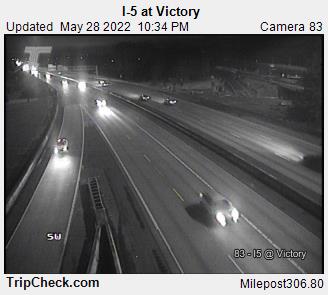 I-5 at Victory
Updated May 28 2022 10:34 PM Camera 83
SW
83 - I5 @ Victory
TripCheck.com Milepost306.80